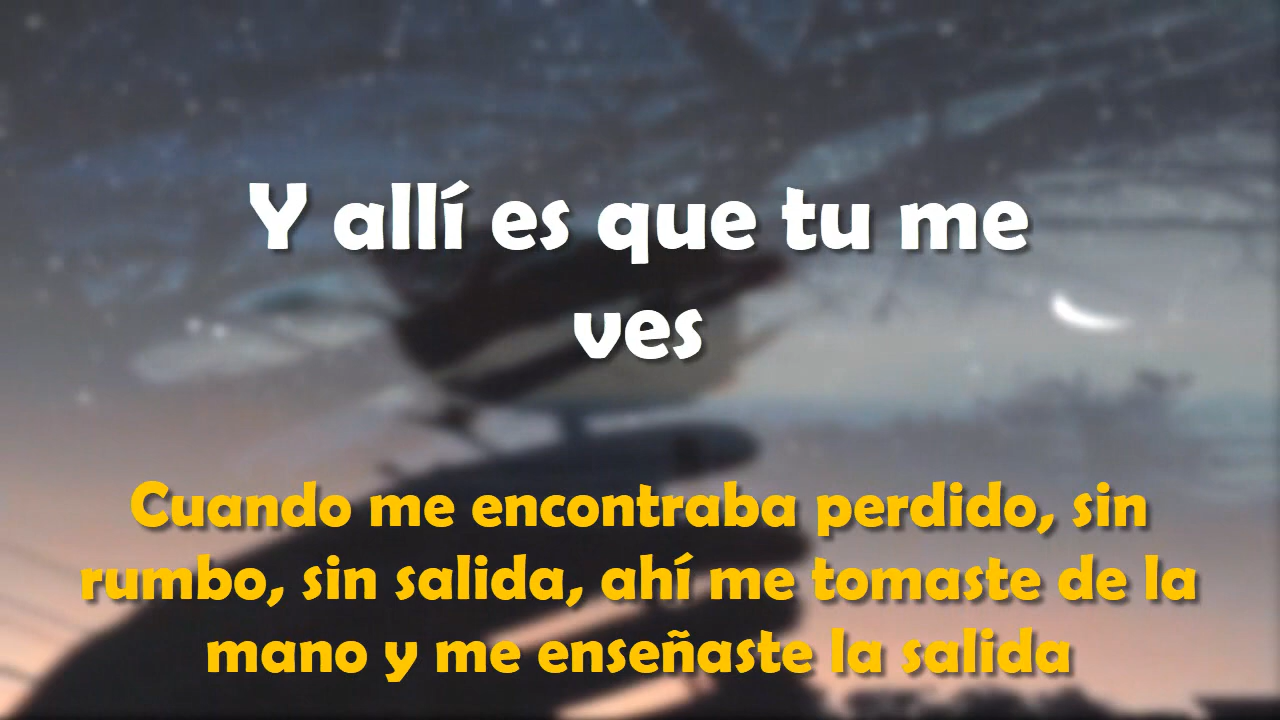 Y allí es que tu me
ves
Cuando me encontraba perdido, sin
rumbo, sin salida, ahí me tomaste de la
mano y me enseñaste la salida